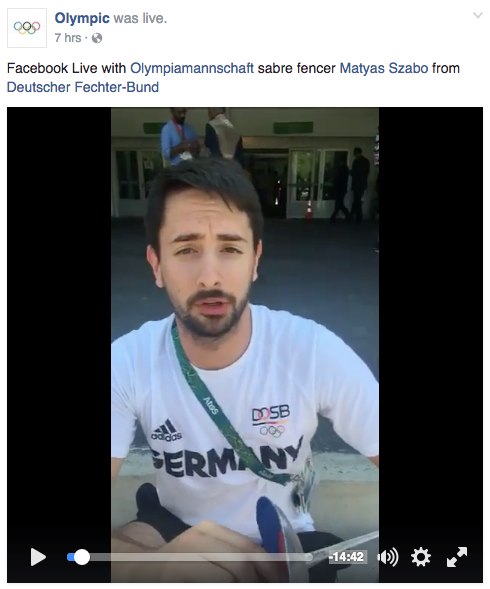 Olympic was live.
7 hrs ·
Facebook Live with Olympiamannschaft sabre fencer Matyas Szabo from
Deutscher Fechter-Bund
adidas
DOSB
GERMANY
-14:42